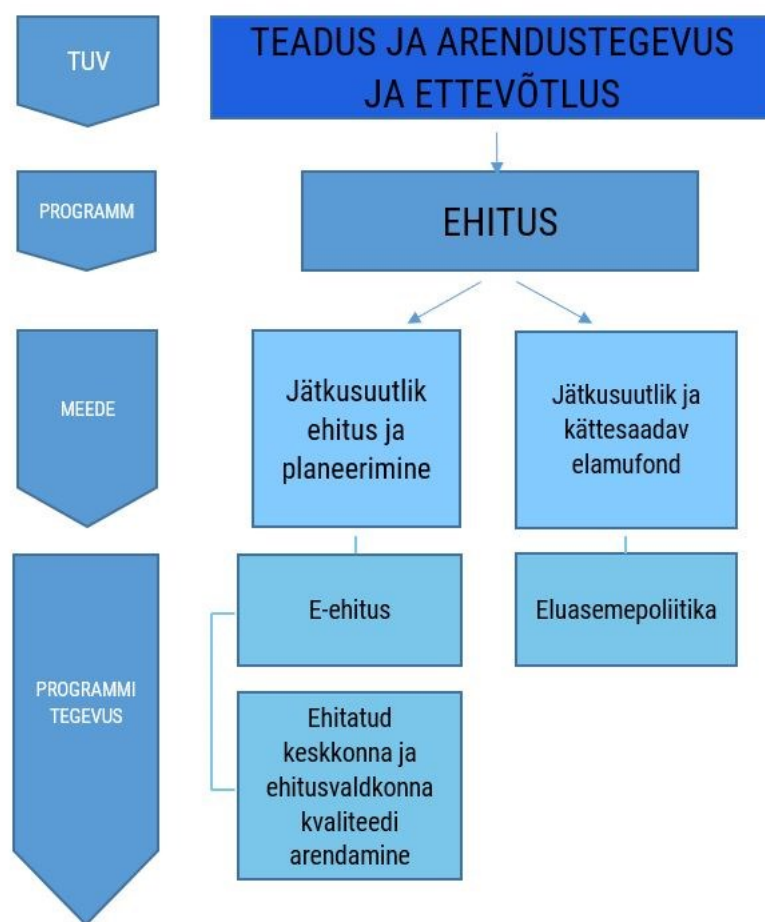 TUV
TEADUS JA ARENDUSTEGEVUS
JA ETTEVÕTLUS
PROGRAMM
EHITUS
MEEDE
Jätkusuutlik
ehitus ja
planeerimine
Jätkusuutlik ja
kättesaadav
elamufond
PROGRAMMI
TEGEVUS
E-ehitus
Eluasemepoliitika
Ehitatud
keskkonna ja
ehitusvaldkonna
kvaliteedi
arendamine